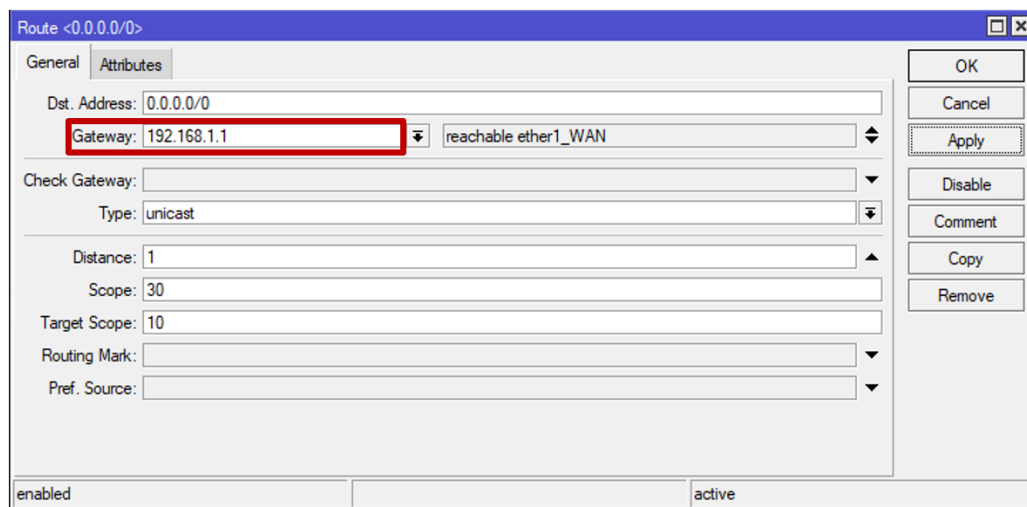 Route <0.0.0.0/0>
General Attributes
Dst. Address: 0.0.0.0/0
Gateway: 192.168.1.1 reachable ether1_WAN
Check Gateway:
Type: unicast
Distance: 1
Scope: 30
Target Scope: 10
Routing Mark:
Pref. Source:
OK
Cancel
Apply
Disable
Comment
Copy
Remove
enabled active